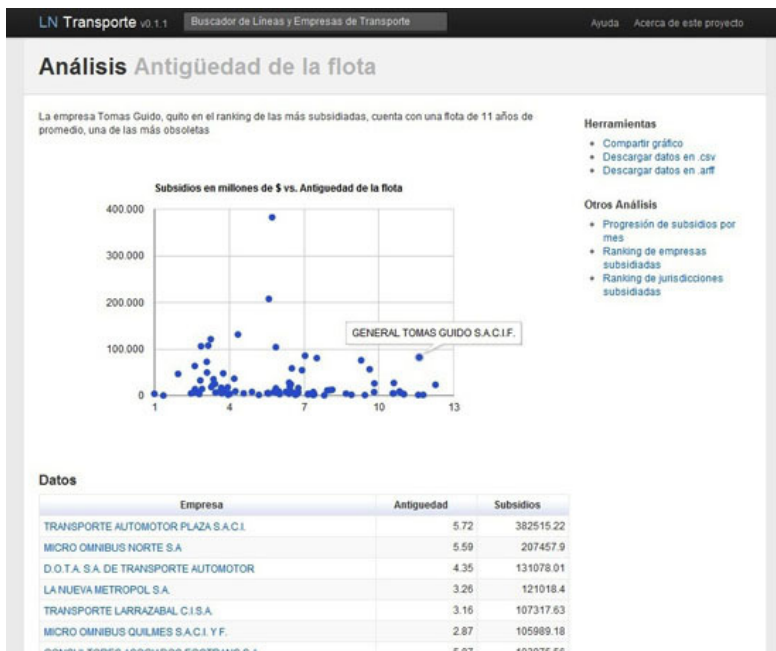 LN Transporte v0.1.1 Buscador de Líneas y Empresas de Transporte Ayuda Acerca de este proyecto
Análisis Antigüedad de la flota
La empresa Tomas Guido, quito en el ranking de las más subsidiadas, cuenta con una flota de 11 años de
promedio, una de las más obsoletas
Herramientas
Compartir gráfico
Descargar datos en .csv
Descargar datos en .arff
Otros Análisis
Progresión de subsidios por
mes
Ranking de empresas
subsidiadas
Ranking de jurisdicciones
subsidiadas
Subsidios en millones de $ vs. Antiguedad de la flota
400.000
300.000
200.000
GENERAL TOMAS GUIDO S.A.C.I.F.
100.000
0
1 4 7 10 13
Datos
Empresa Antiguedad Subsidios
TRANSPORTE AUTOMOTOR PLAZA S.A.C.I. 5.72 382515.22
MICRO OMNIBUS NORTE S.A 5.59 207457.9
D.O.T.A. S.A. DE TRANSPORTE AUTOMOTOR 4.35 131078.01
LA NUEVA METROPOL S.A. 3.26 121018.4
TRANSPORTE LARRAZABAL C.I.S.A. 3.16 107317.63
MICRO OMNIBUS QUILMES S.A.C.I. Y F. 2.87 105989.18